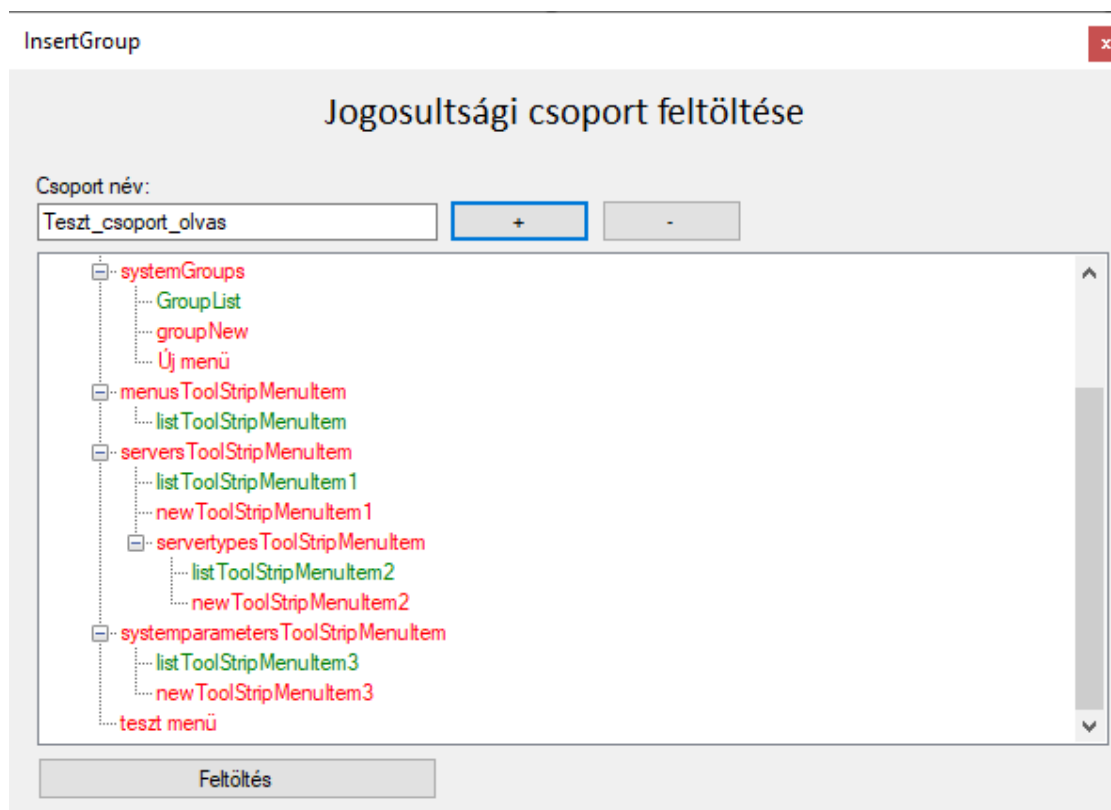 InsertGroup
x
Jogosultsági csoport feltöltése
Csoport név:
Teszt_csoport_olvas + -
systemGroups
GroupList
groupNew
Új menü
menusToolStripMenuItem
listToolStripMenuItem
serversToolStripMenuItem
listToolStripMenuItem1
newToolStripMenuItem1
servertypesToolStripMenuItem
listToolStripMenuItem2
newToolStripMenuItem2
systemparametersToolStripMenuItem
listToolStripMenuItem3
newToolStripMenuItem3
teszt menü
Feltöltés